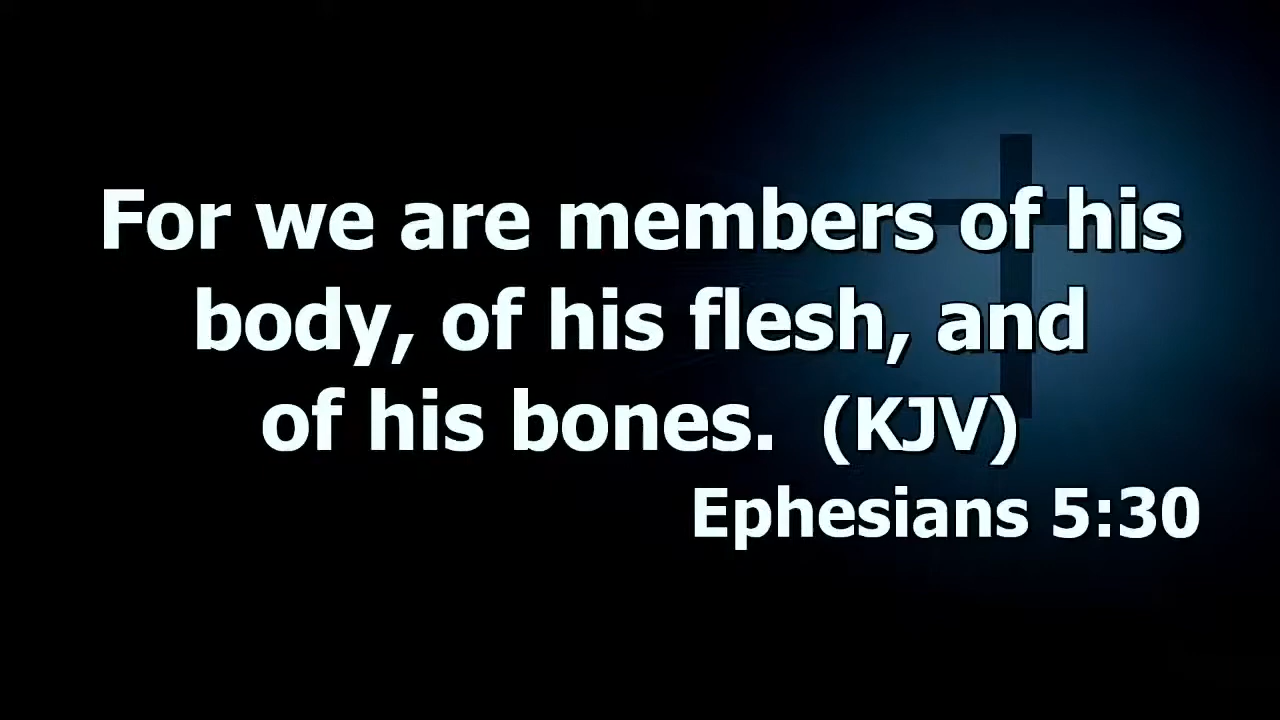 For we are members of his
body, of his flesh, and
of his bones.  (KJV)
Ephesians 5:30